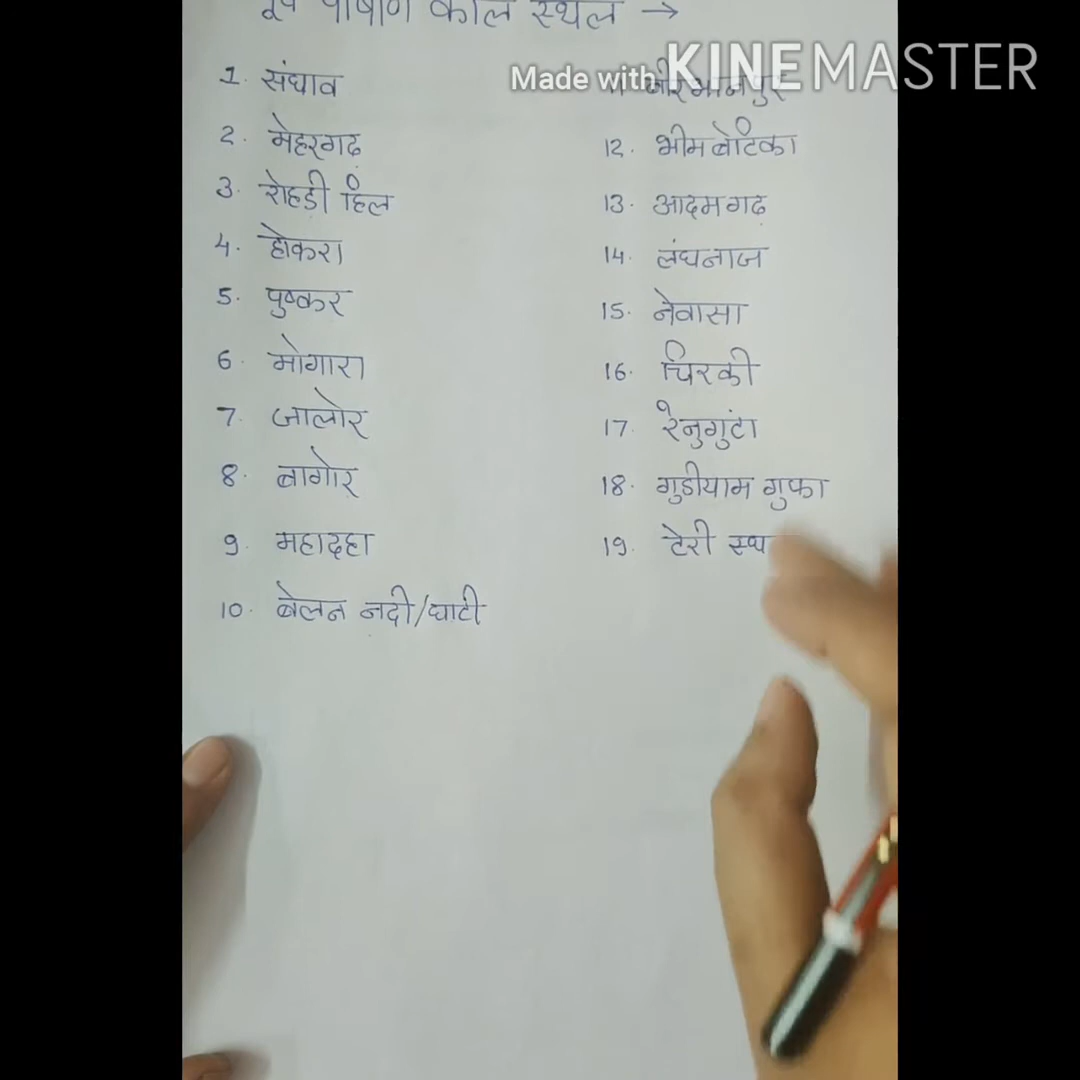 पूर्व पाषाण काल स्थल →
Made with KINEMASTER
1. संघाव
2. मेहरगढ़
3. रोहडी हिल
4. होकरा
5. पुष्कर
6. मोगारा
7. जालोर
8. बागोर
9. महादहा
10. बेलन नदी/घाटी
12. भीमबेटिका
13. आदमगढ़
14. लंघनाज
15. नेवासा
16. चिरकी
17. रेनुगुंटा
18. गुडीयाम गुफा
19. टेरी